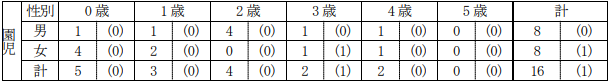 園児 性別 0歳 1歳 2歳 3歳 4歳 5歳 計
男 1 (0) 1 (0) 4 (0) 1 (0) 1 (0) 0 (0) 8 (0)
女 4 (0) 2 (0) 0 (0) 1 (1) 1 (0) 0 (0) 8 (1)
計 5 (0) 3 (0) 4 (0) 2 (1) 2 (0) 0 (0) 16 (1)